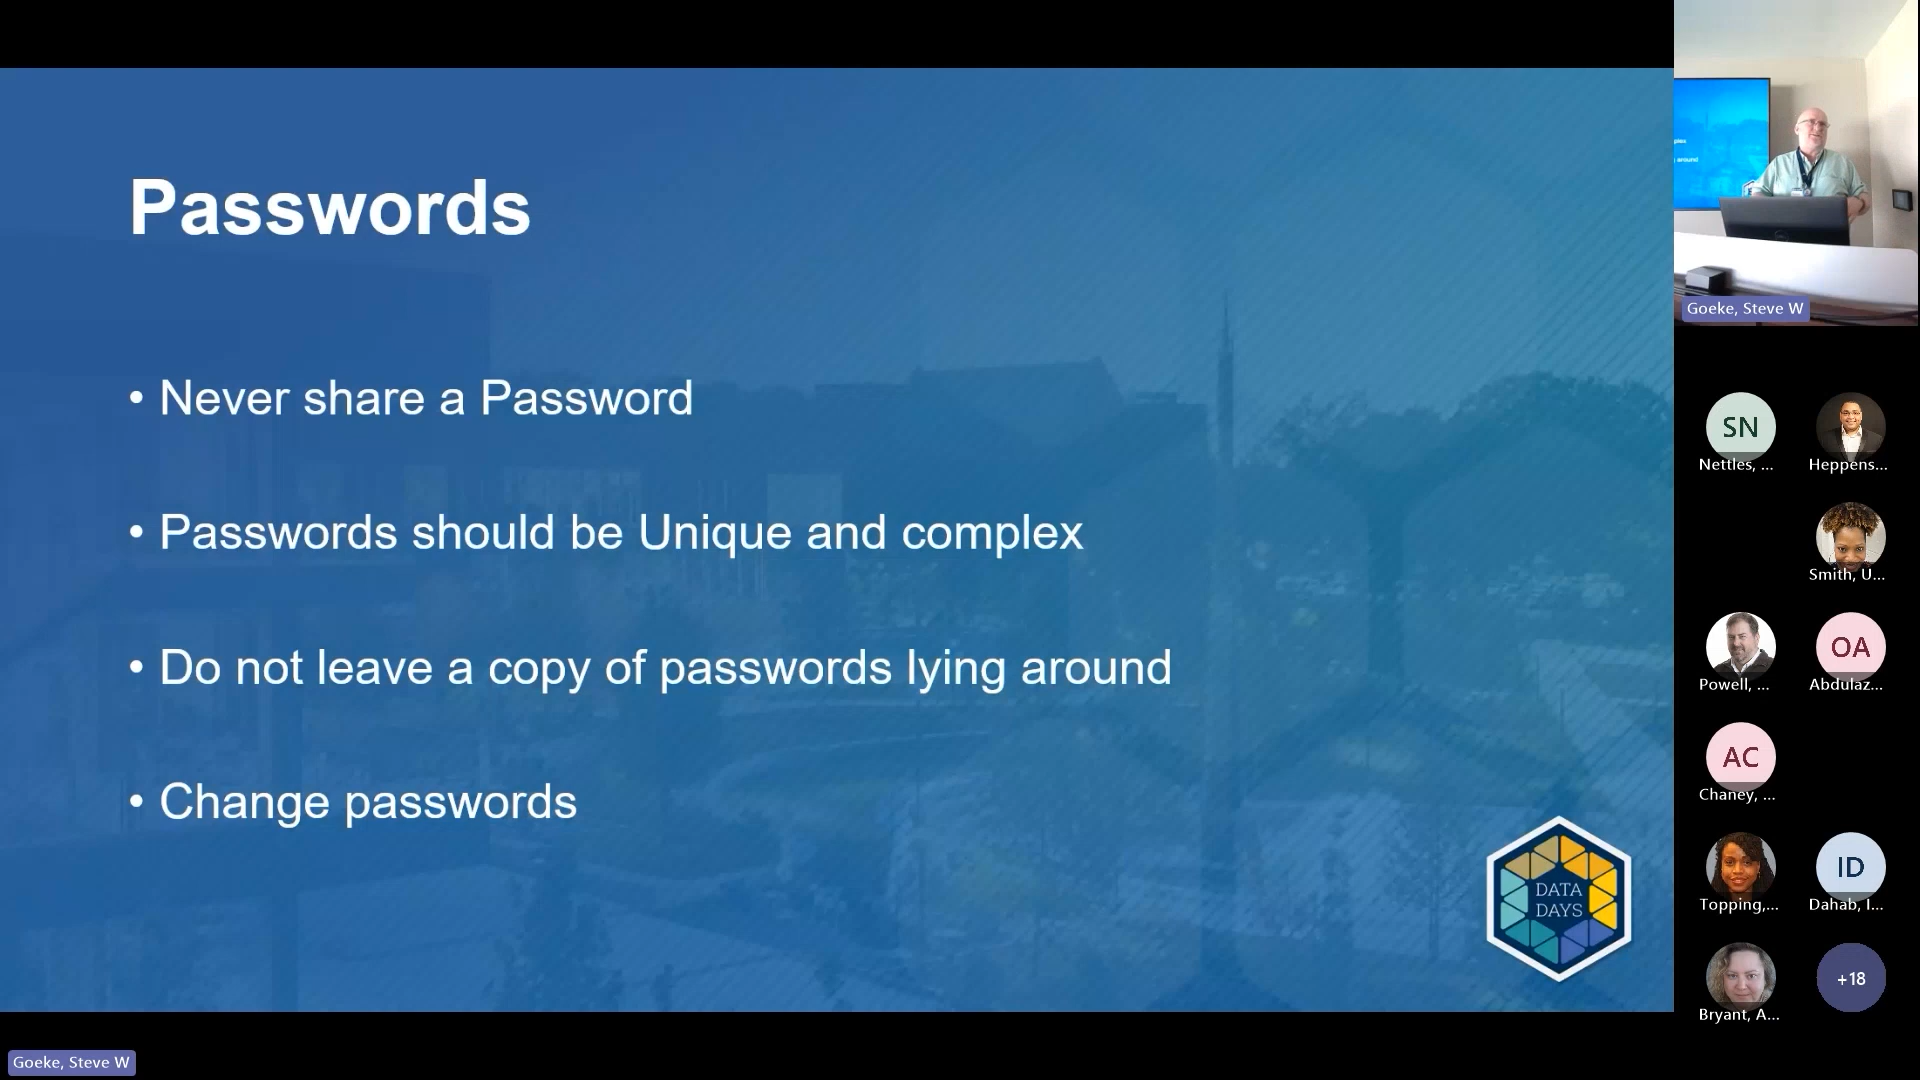 Passwords
• Never share a Password
• Passwords should be Unique and complex
• Do not leave a copy of passwords lying around
• Change passwords
DATA
DAYS
Goeke, Steve W
around
Goeke, Steve W
SN
Nettles, ...
Heppens...
Smith, U...
Powell, ...
OA
Abdulaz...
AC
Chaney, ...
Topping,...
ID
Dahab, I...
Bryant, A...
+18